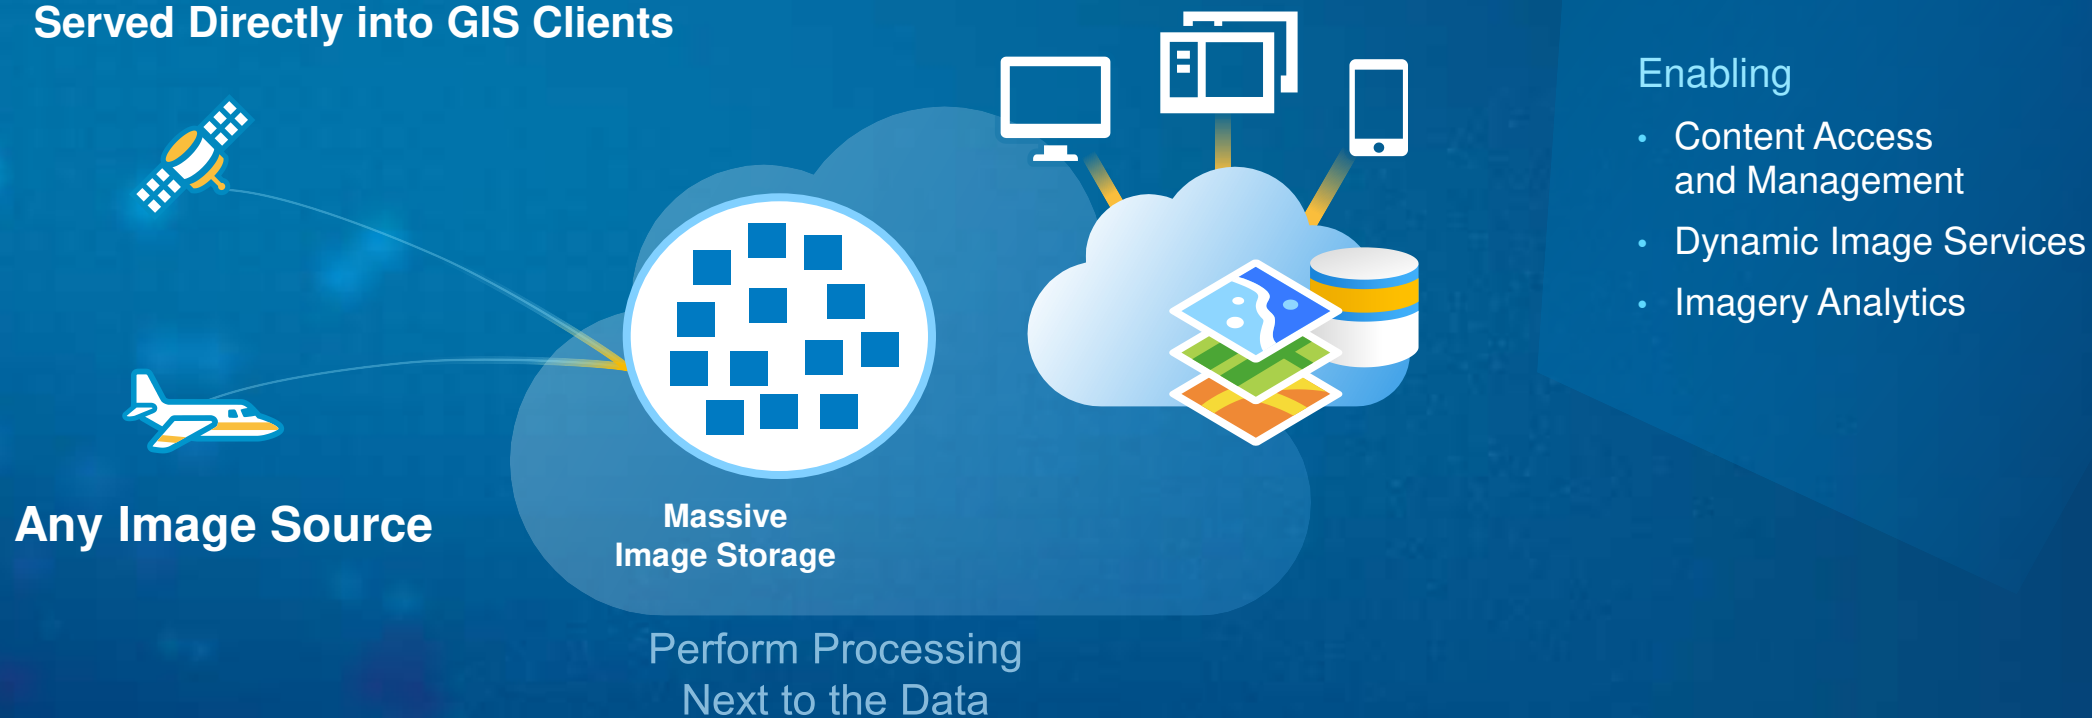 Served Directly into GIS Clients
Any Image Source
Massive
Image Storage
Perform Processing
Next to the Data
Enabling
• Content Access
and Management
• Dynamic Image Services
• Imagery Analytics